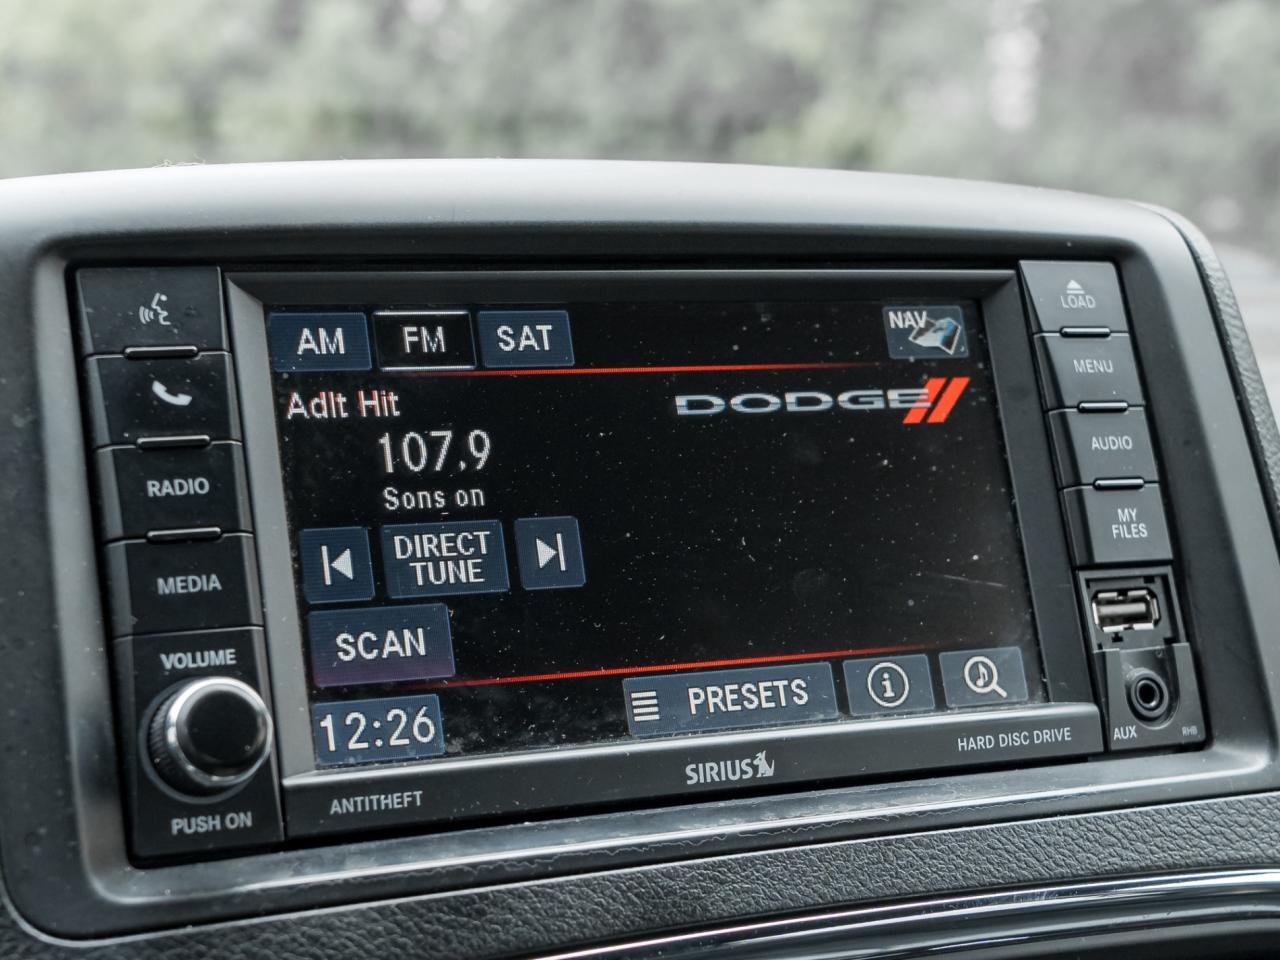 AM FM SAT
NAV
LOAD
Adlt Hit
DODGE
MENU
107.9
Sons on
RADIO
AUDIO
DIRECT
TUNE
MY
FILES
MEDIA
SCAN
VOLUME
12:26
PRESETS
i
SIRIUS
HARD DISC DRIVE
AUX
RHB
ANTITHEFT
PUSH ON